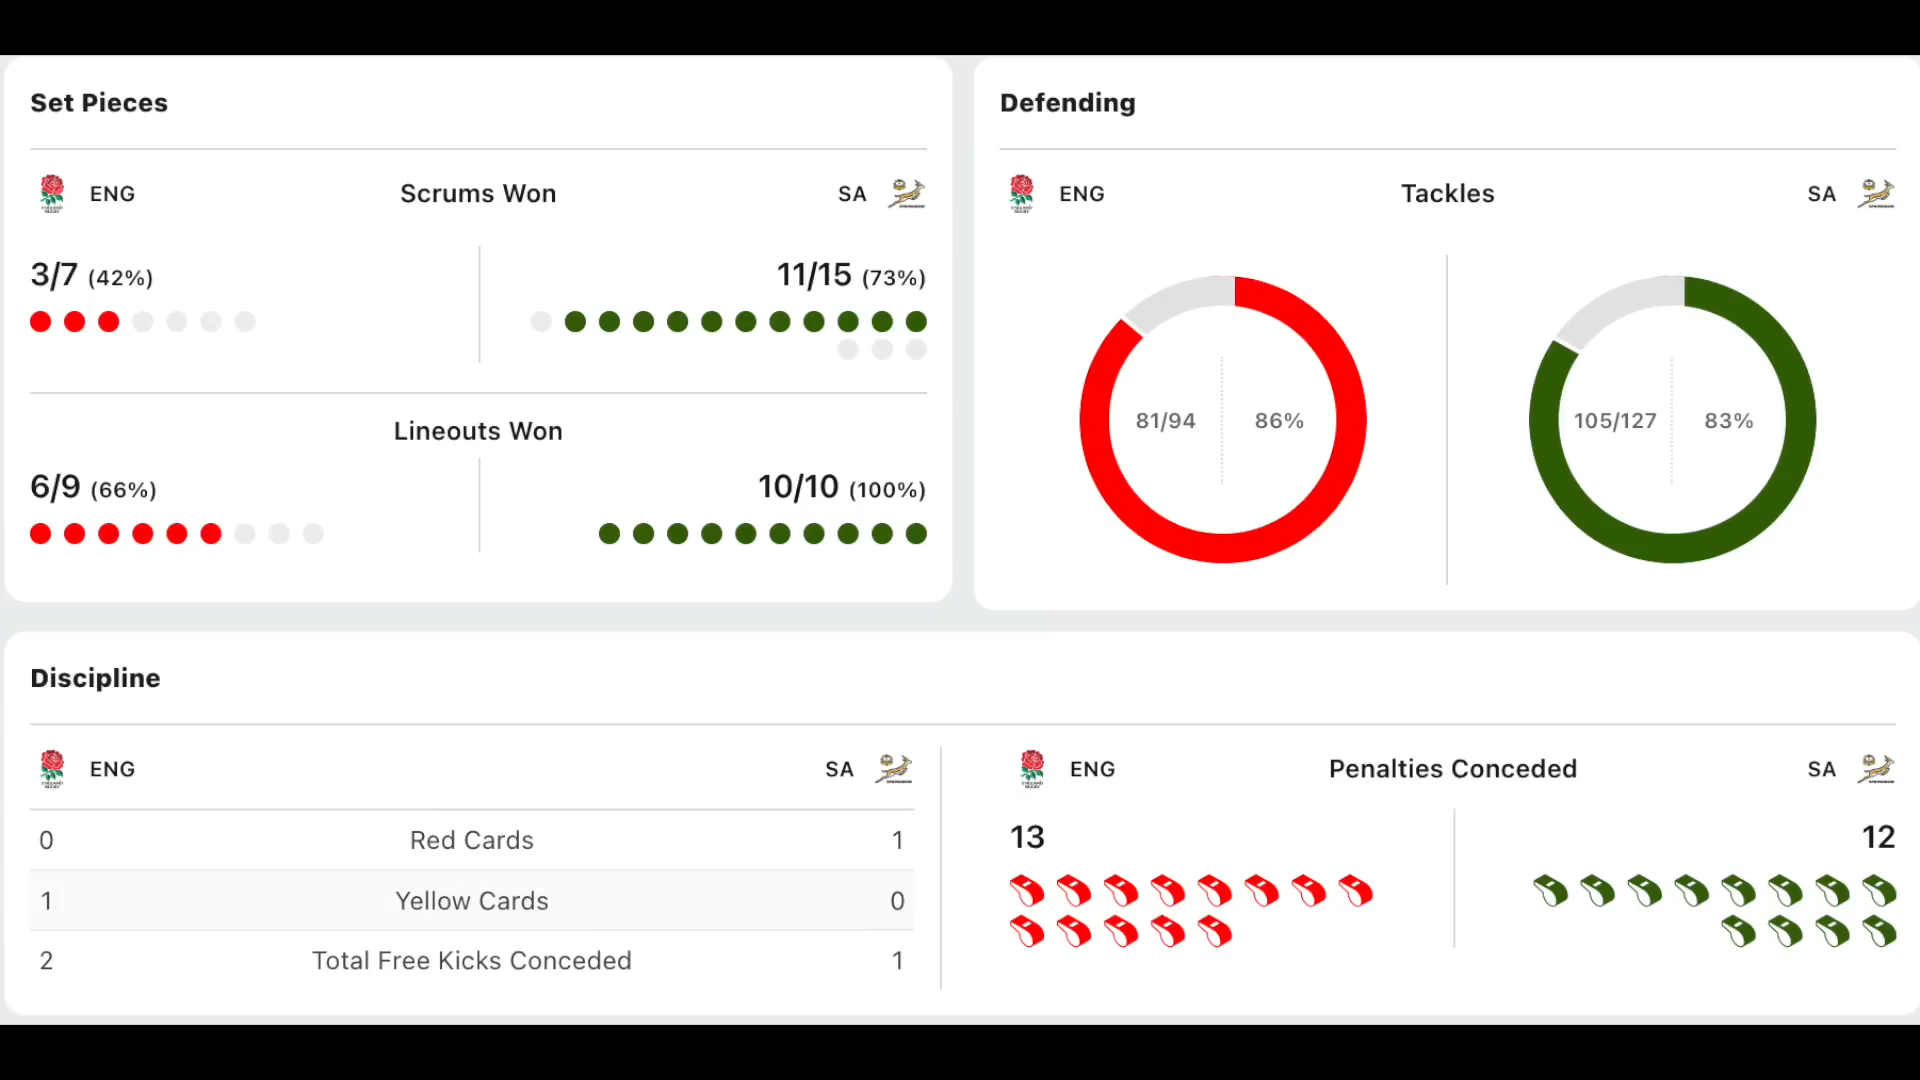 Set Pieces
ENG Scrums Won SA
3/7 (42%) 11/15 (73%)
Lineouts Won
6/9 (66%) 10/10 (100%)
Defending
ENG Tackles SA
81/94 86% 105/127 83%
Discipline
ENG SA
0 Red Cards 1
1 Yellow Cards 0
2 Total Free Kicks Conceded 1
ENG Penalties Conceded SA
13 12